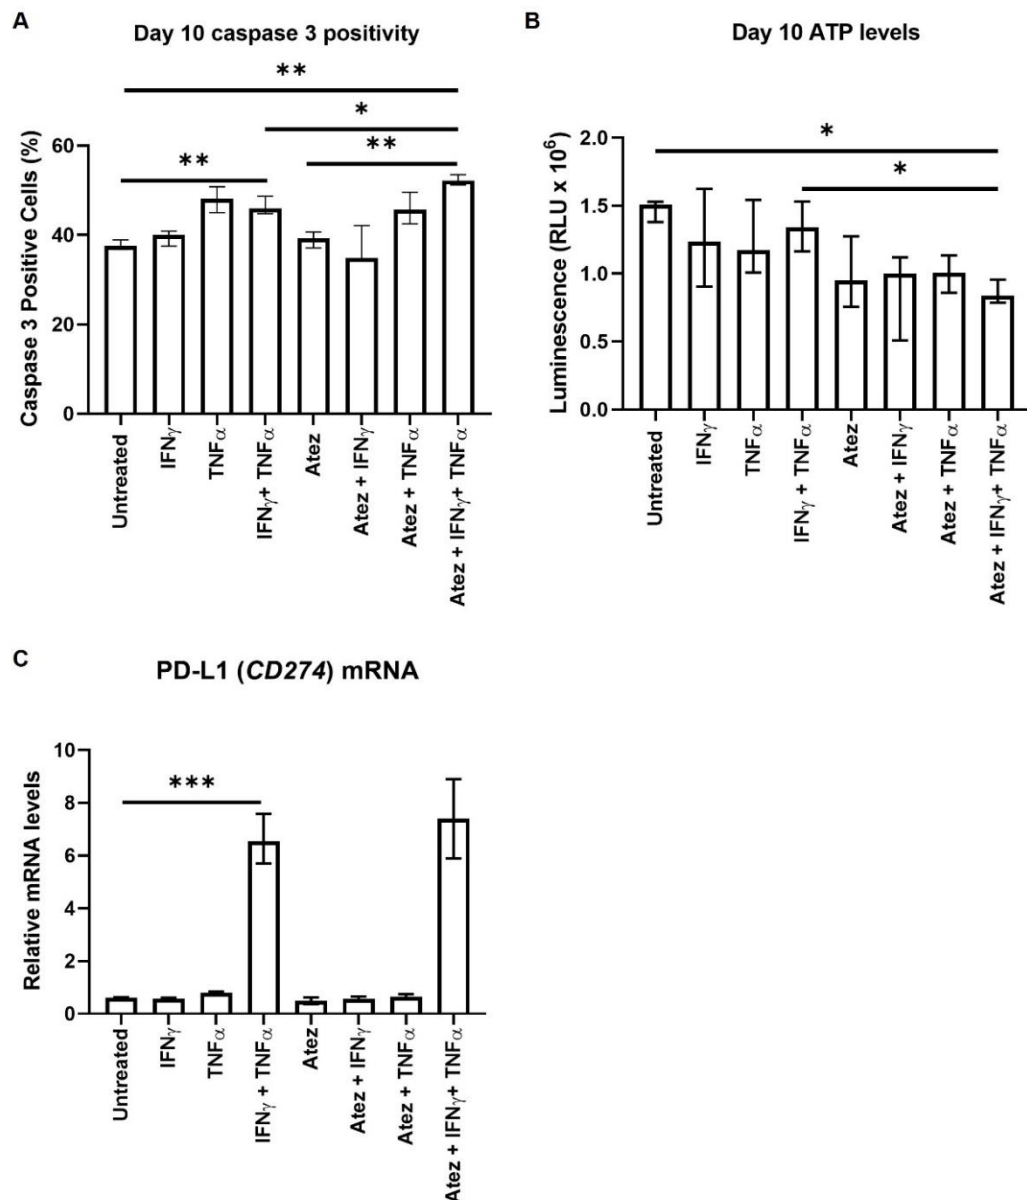 A
Day 10 caspase 3 positivity
**
*
**
**
Caspase 3 Positive Cells (%)
60
40
20
0
Untreated
IFNγ
TNFα
IFNγ+ TNFα
Atez
Atez + IFNγ
Atez + TNFα
Atez + IFNγ+ TNFα
B
Day 10 ATP levels
*
*
Luminescence (RLU x 10⁶)
2.0
1.5
1.0
0.5
0.0
Untreated
IFNγ
TNFα
IFNγ + TNFα
Atez
Atez + IFNγ
Atez + TNFα
Atez + IFNγ+ TNFα
C
PD-L1 (CD274) mRNA
***
Relative mRNA levels
10
8
6
4
2
0
Untreated
IFNγ
TNFα
IFNγ + TNFα
Atez
Atez + IFNγ
Atez + TNFα
Atez + IFNγ+ TNFα